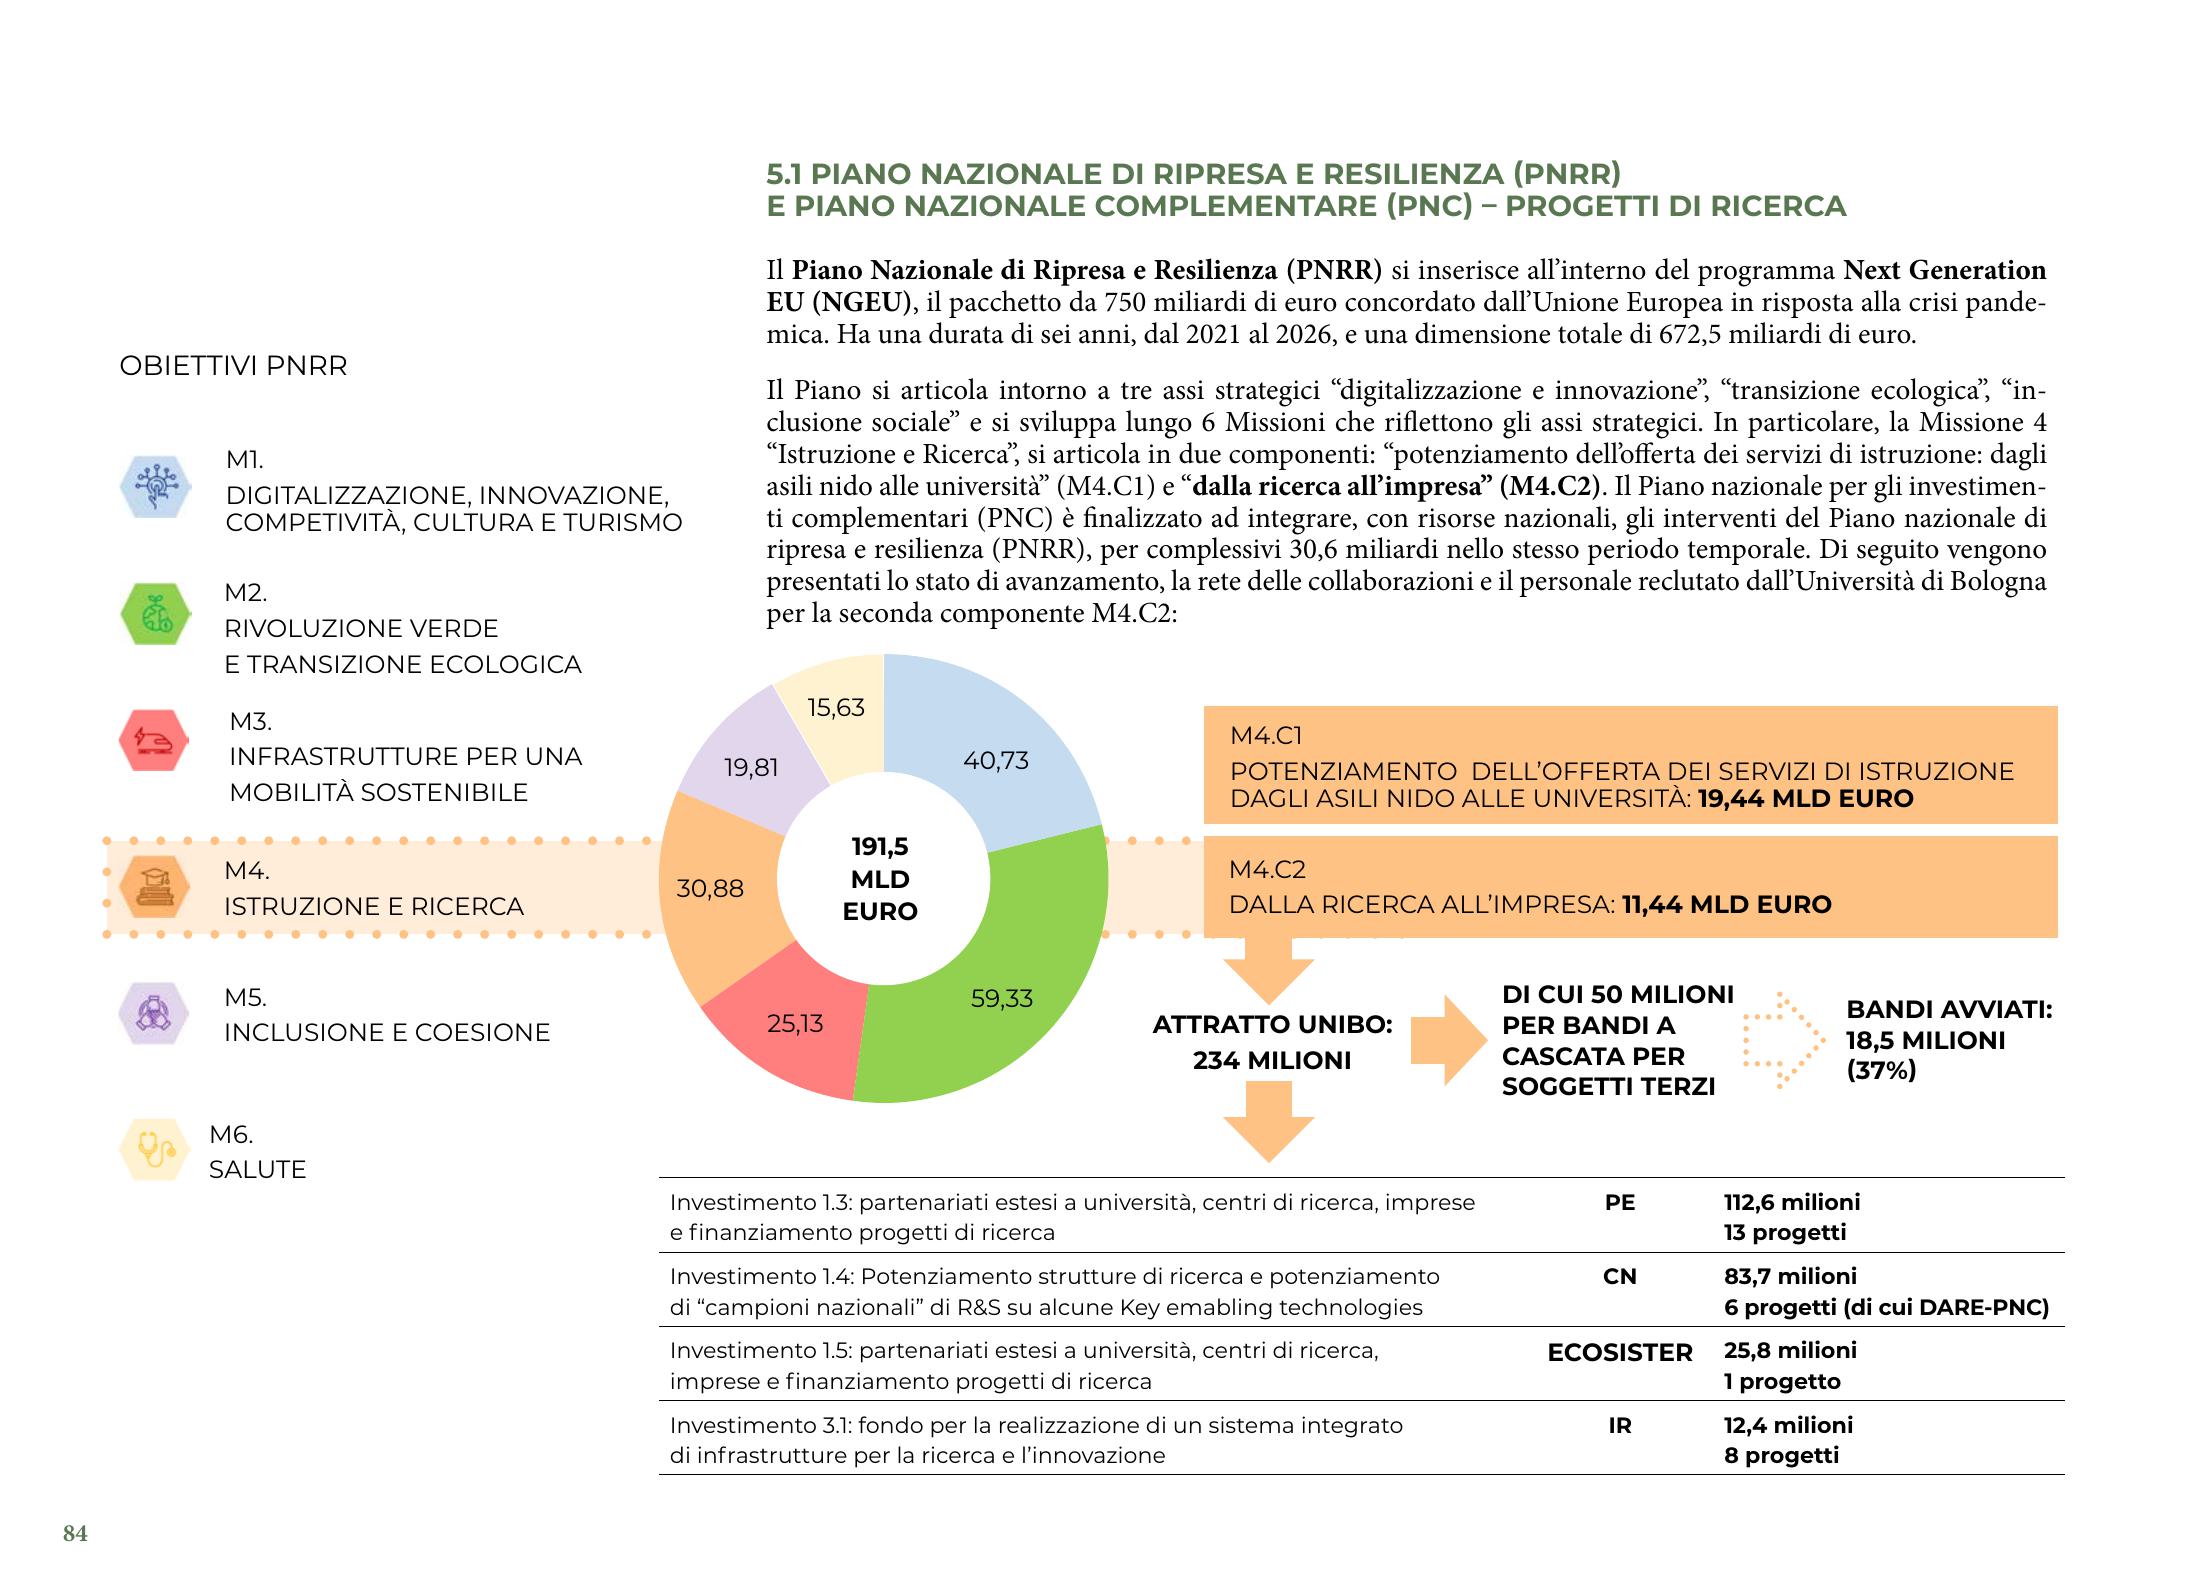 5.1 PIANO NAZIONALE DI RIPRESA E RESILIENZA (PNRR)
E PIANO NAZIONALE COMPLEMENTARE (PNC) – PROGETTI DI RICERCA
Il Piano Nazionale di Ripresa e Resilienza (PNRR) si inserisce all’interno del programma Next Generation
EU (NGEU), il pacchetto da 750 miliardi di euro concordato dall’Unione Europea in risposta alla crisi pande-
mica. Ha una durata di sei anni, dal 2021 al 2026, e una dimensione totale di 672,5 miliardi di euro.
Il Piano si articola intorno a tre assi strategici “digitalizzazione e innovazione”, “transizione ecologica”, “in-
clusione sociale” e si sviluppa lungo 6 Missioni che riflettono gli assi strategici. In particolare, la Missione 4
“Istruzione e Ricerca”, si articola in due componenti: “potenziamento dell’offerta dei servizi di istruzione: dagli
asili nido alle università” (M4.C1) e “dalla ricerca all’impresa” (M4.C2). Il Piano nazionale per gli investimen-
ti complementari (PNC) è finalizzato ad integrare, con risorse nazionali, gli interventi del Piano nazionale di
ripresa e resilienza (PNRR), per complessivi 30,6 miliardi nello stesso periodo temporale. Di seguito vengono
presentati lo stato di avanzamento, la rete delle collaborazioni e il personale reclutato dall’Università di Bologna
per la seconda componente M4.C2:
OBIETTIVI PNRR
M1.
DIGITALIZZAZIONE, INNOVAZIONE,
COMPETIVITÀ, CULTURA E TURISMO
M2.
RIVOLUZIONE VERDE
E TRANSIZIONE ECOLOGICA
M3.
INFRASTRUTTURE PER UNA
MOBILITÀ SOSTENIBILE
M4.
ISTRUZIONE E RICERCA
M5.
INCLUSIONE E COESIONE
M6.
SALUTE
15,63
40,73
19,81
30,88
25,13
59,33
191,5
MLD
EURO
M4.C1
POTENZIAMENTO DELL’OFFERTA DEI SERVIZI DI ISTRUZIONE
DAGLI ASILI NIDO ALLE UNIVERSITÀ: 19,44 MLD EURO
M4.C2
DALLA RICERCA ALL’IMPRESA: 11,44 MLD EURO
ATTRATTO UNIBO:
234 MILIONI
DI CUI 50 MILIONI
PER BANDI A
CASCATA PER
SOGGETTI TERZI
BANDI AVVIATI:
18,5 MILIONI
(37%)
Investimento 1.3: partenariati estesi a università, centri di ricerca, imprese
e finanziamento progetti di ricerca
PE
112,6 milioni
13 progetti
Investimento 1.4: Potenziamento strutture di ricerca e potenziamento
di “campioni nazionali” di R&S su alcune Key emabling technologies
CN
83,7 milioni
6 progetti (di cui DARE-PNC)
Investimento 1.5: partenariati estesi a università, centri di ricerca,
imprese e finanziamento progetti di ricerca
ECOSISTER
25,8 milioni
1 progetto
Investimento 3.1: fondo per la realizzazione di un sistema integrato
di infrastrutture per la ricerca e l’innovazione
IR
12,4 milioni
8 progetti
84